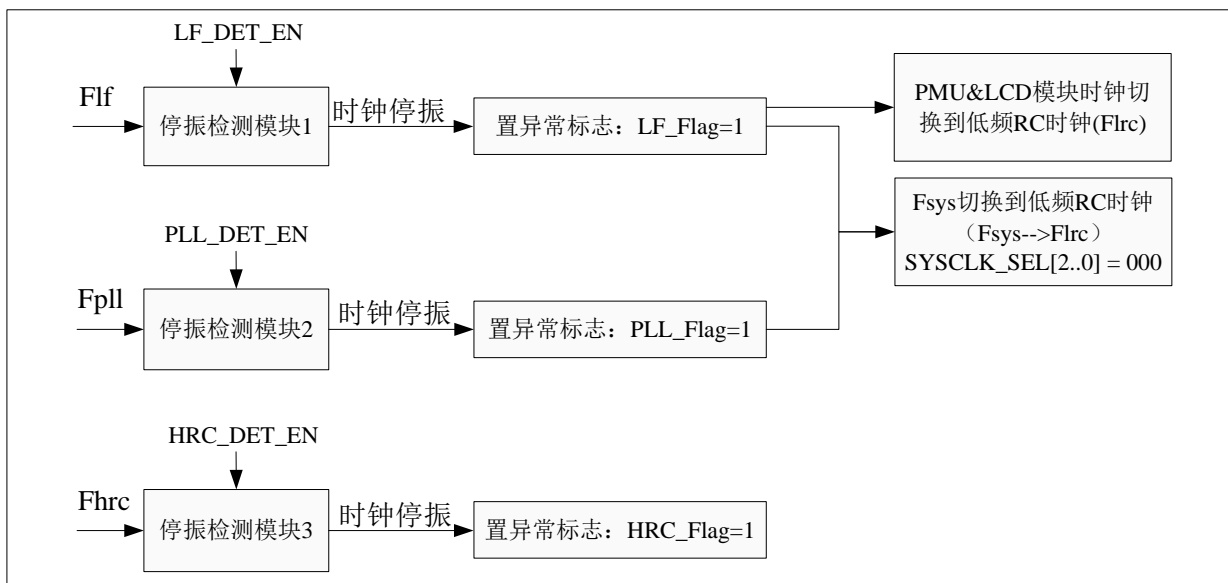 LF_DET_EN
Flf
停振检测模块1
时钟停振
置异常标志：LF_Flag=1
PMU&LCD模块时钟切
换到低频RC时钟(Flrc)
Fsys切换到低频RC时钟
（Fsys-->Flrc）
SYSCLK_SEL[2..0] = 000
PLL_DET_EN
Fpll
停振检测模块2
时钟停振
置异常标志：PLL_Flag=1
HRC_DET_EN
Fhrc
停振检测模块3
时钟停振
置异常标志：HRC_Flag=1